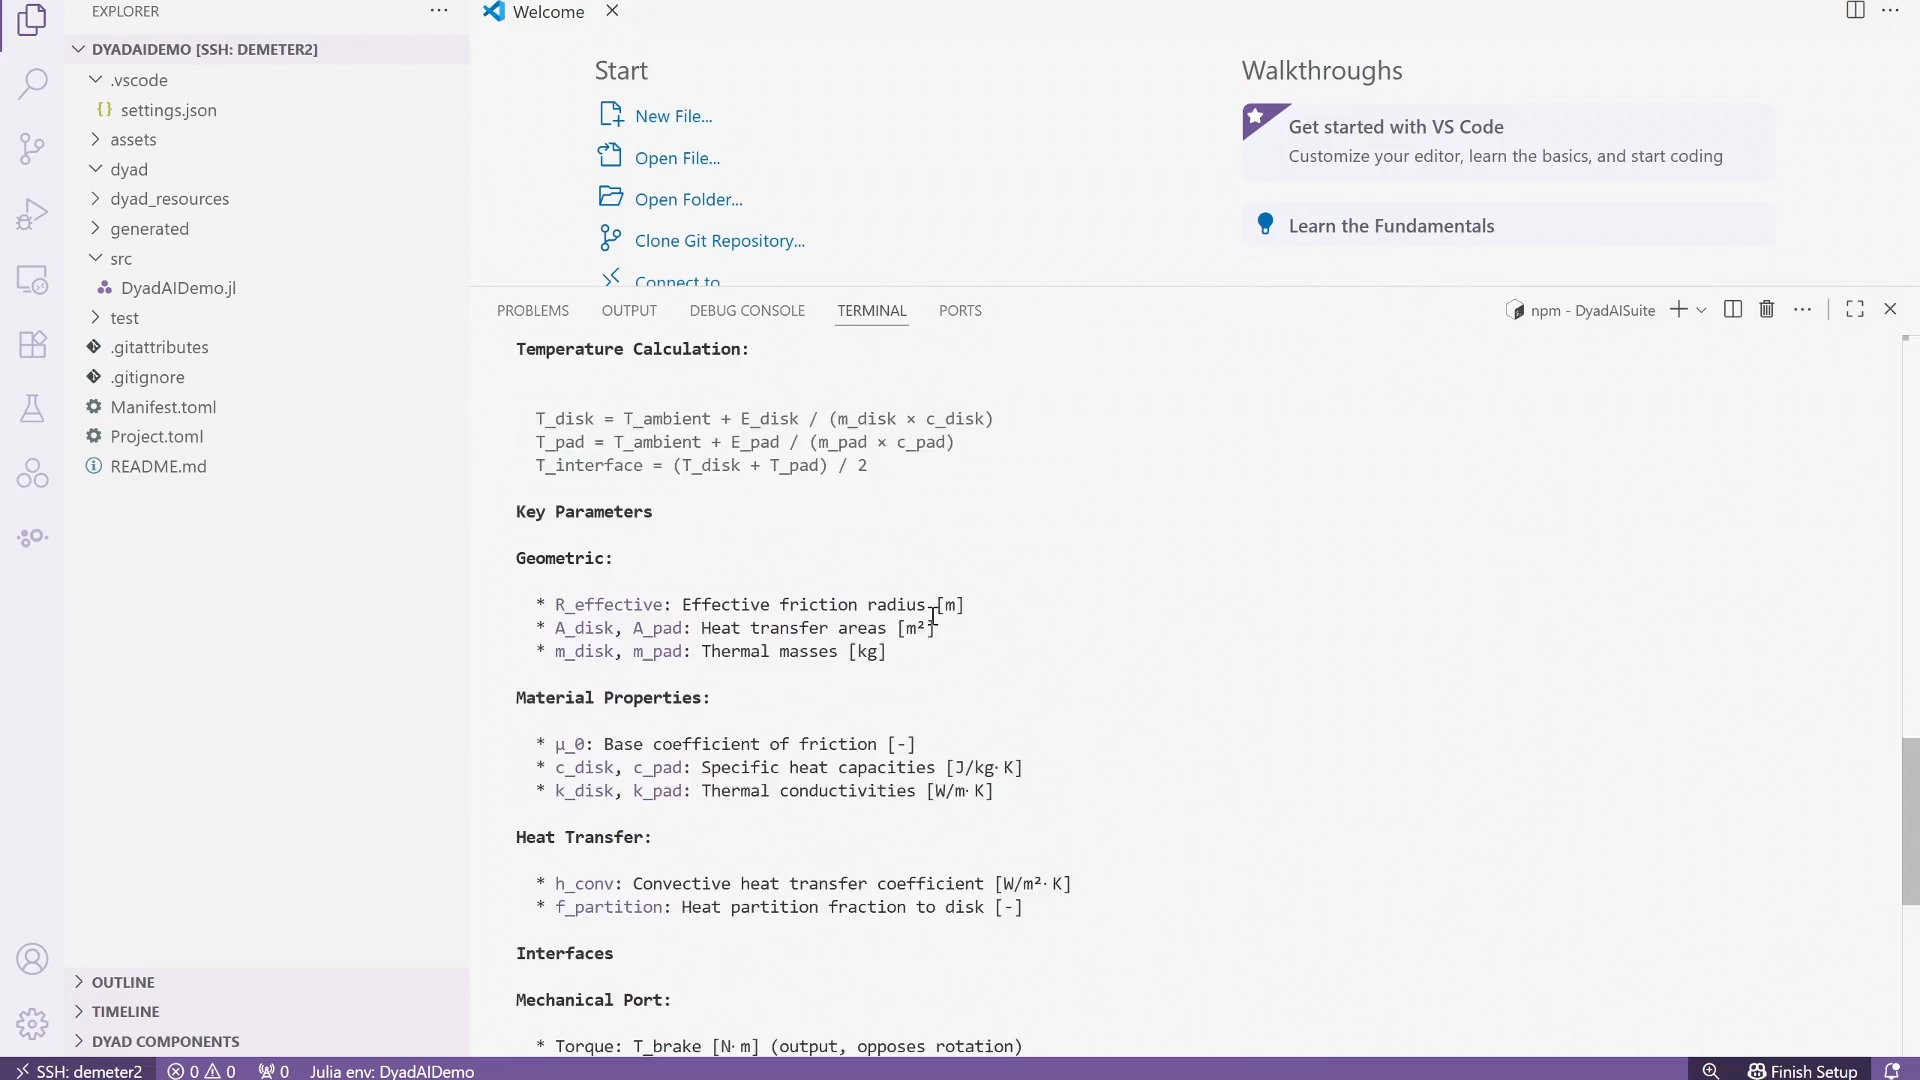 EXPLORER
DYADAIDEMO [SSH: DEMETER2]
.vscode
settings.json
assets
dyad
dyad_resources
generated
src
DyadAIDemo.jl
test
.gitattributes
.gitignore
Manifest.toml
Project.toml
README.md
OUTLINE
TIMELINE
DYAD COMPONENTS
Welcome
Start
New File...
Open File...
Open Folder...
Clone Git Repository...
Connect to
Walkthroughs
Get started with VS Code
Customize your editor, learn the basics, and start coding
Learn the Fundamentals
PROBLEMS OUTPUT DEBUG CONSOLE TERMINAL PORTS
npm - DyadAISuite
Temperature Calculation:
T_disk = T_ambient + E_disk / (m_disk × c_disk)
T_pad = T_ambient + E_pad / (m_pad × c_pad)
T_interface = (T_disk + T_pad) / 2
Key Parameters
Geometric:
* R_effective: Effective friction radius [m]
* A_disk, A_pad: Heat transfer areas [m²]
* m_disk, m_pad: Thermal masses [kg]
Material Properties:
* μ_0: Base coefficient of friction [-]
* c_disk, c_pad: Specific heat capacities [J/kg·K]
* k_disk, k_pad: Thermal conductivities [W/m·K]
Heat Transfer:
* h_conv: Convective heat transfer coefficient [W/m²·K]
* f_partition: Heat partition fraction to disk [-]
Interfaces
Mechanical Port:
* Torque: T_brake [N·m] (output, opposes rotation)
SSH: demeter2 0 0 0 Julia env: DyadAIDemo Finish Setup